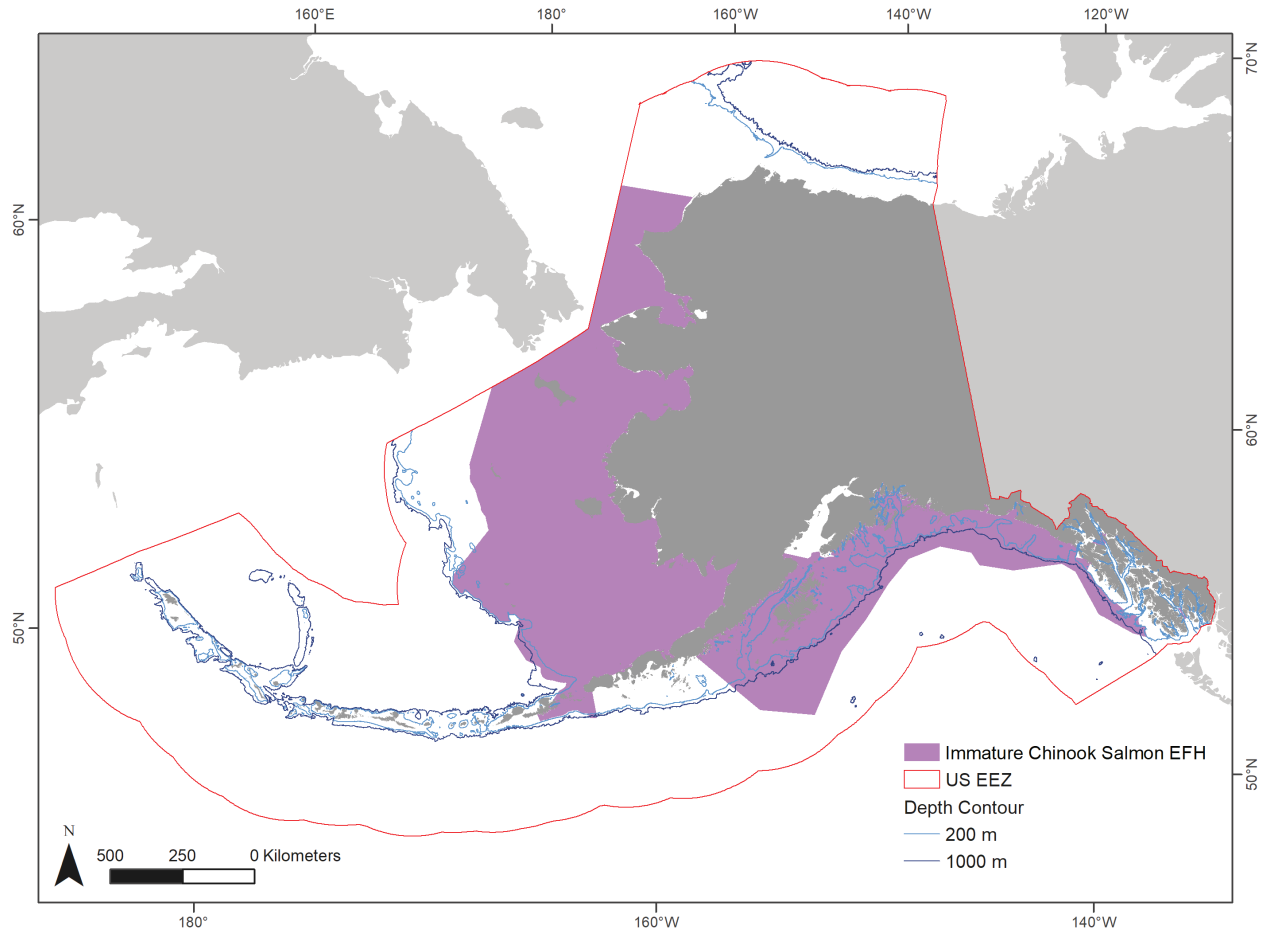 160°E 180° 160°W 140°W 120°W
70°N
60°N
60°N
50°N
50°N
Immature Chinook Salmon EFH
US EEZ
Depth Contour
200 m
1000 m
N
500 250 0 Kilometers
180° 160°W 140°W